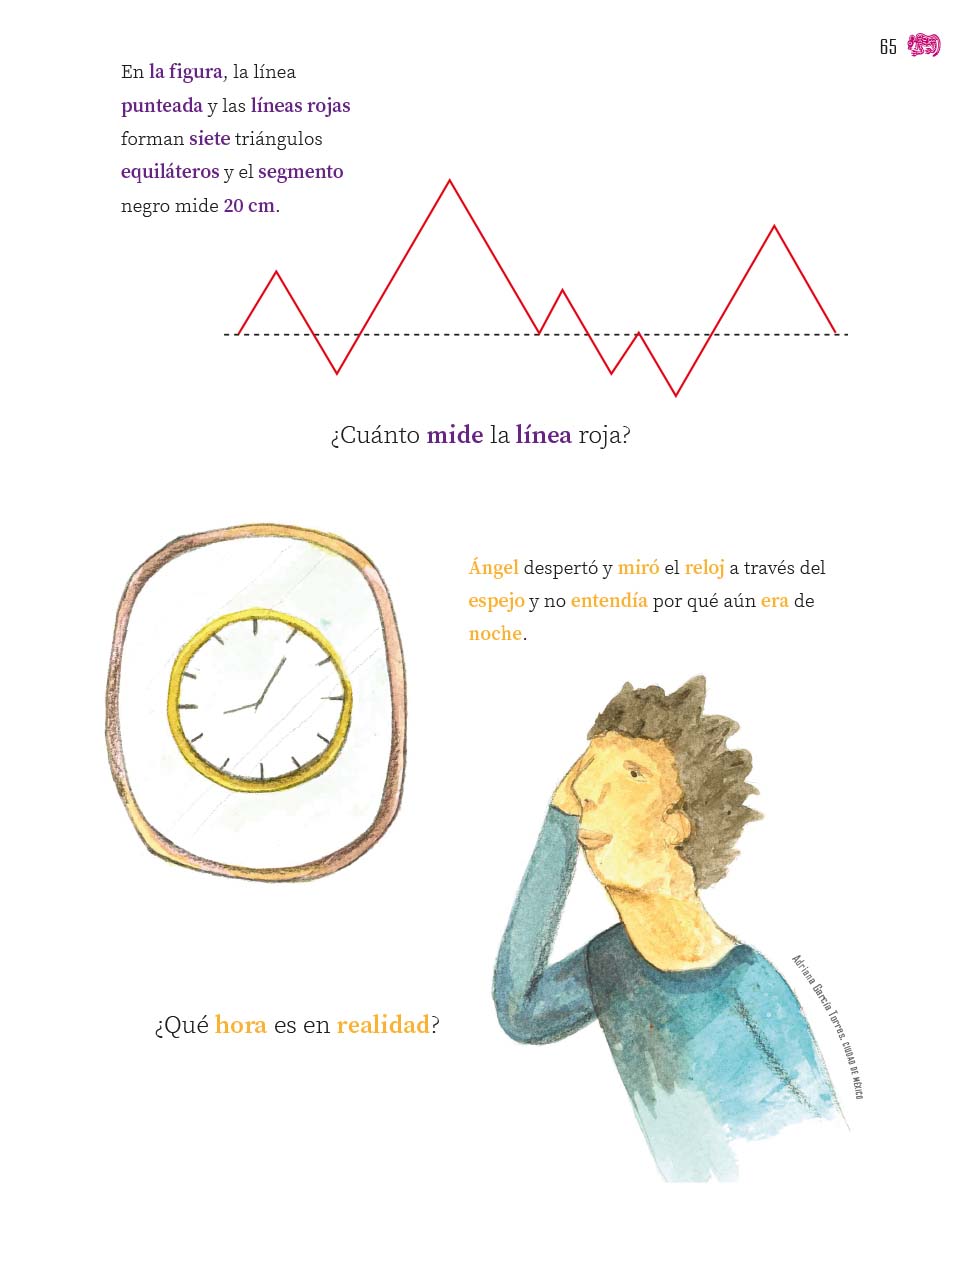 65
En la figura, la línea
punteada y las líneas rojas
forman siete triángulos
equiláteros y el segmento
negro mide 20 cm.
¿Cuánto mide la línea roja?
Ángel despertó y miró el reloj a través del
espejo y no entendía por qué aún era de
noche.
¿Qué hora es en realidad?
Adriana García Torres, CIUDAD DE MÉXICO